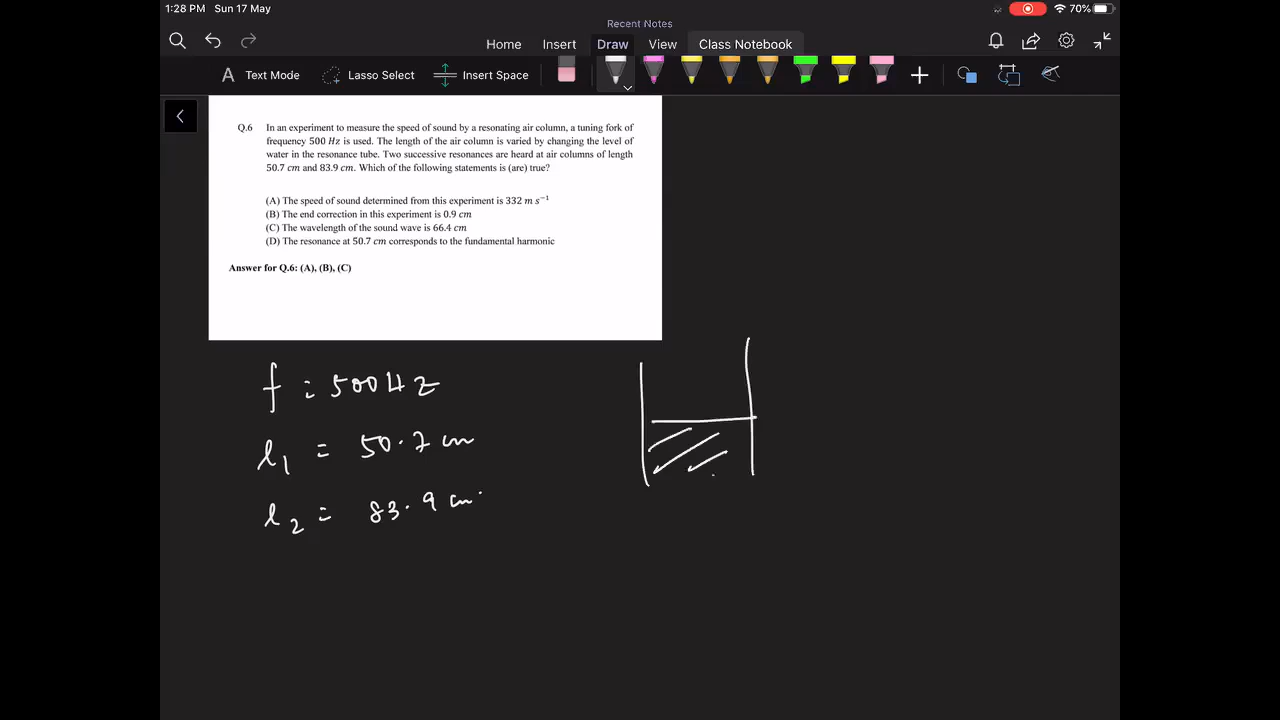 1:28 PM Sun 17 May
70%
Recent Notes
Home Insert Draw View Class Notebook
Text Mode Lasso Select Insert Space
Q.6 In an experiment to measure the speed of sound by a resonating air column, a tuning fork of
frequency 500 Hz is used. The length of the air column is varied by changing the level of
water in the resonance tube. Two successive resonances are heard at air columns of length
50.7 cm and 83.9 cm. Which of the following statements is (are) true?
(A) The speed of sound determined from this experiment is 332 m s⁻¹
(B) The end correction in this experiment is 0.9 cm
(C) The wavelength of the sound wave is 66.4 cm
(D) The resonance at 50.7 cm corresponds to the fundamental harmonic
Answer for Q.6: (A), (B), (C)
f = 500 Hz
l₁ = 50.7 cm
l₂ = 83.9 cm.